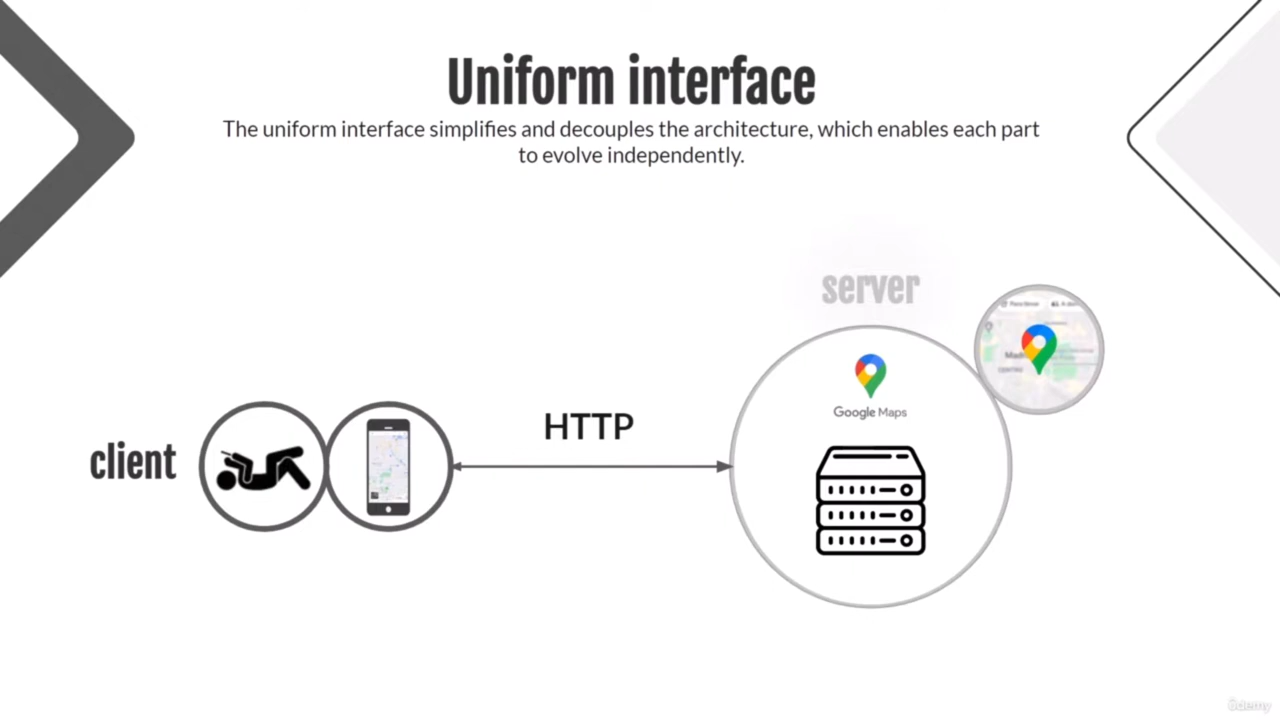 Uniform interface
The uniform interface simplifies and decouples the architecture, which enables each part
to evolve independently.
server
Google Maps
HTTP
client
ûdemy